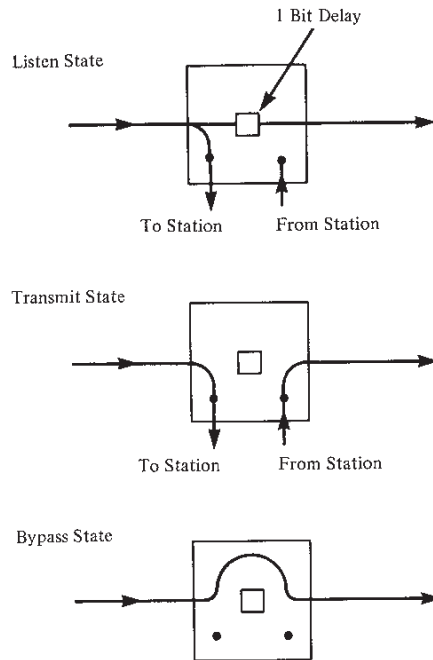 1 Bit Delay
Listen State
To Station
From Station
Transmit State
To Station
From Station
Bypass State